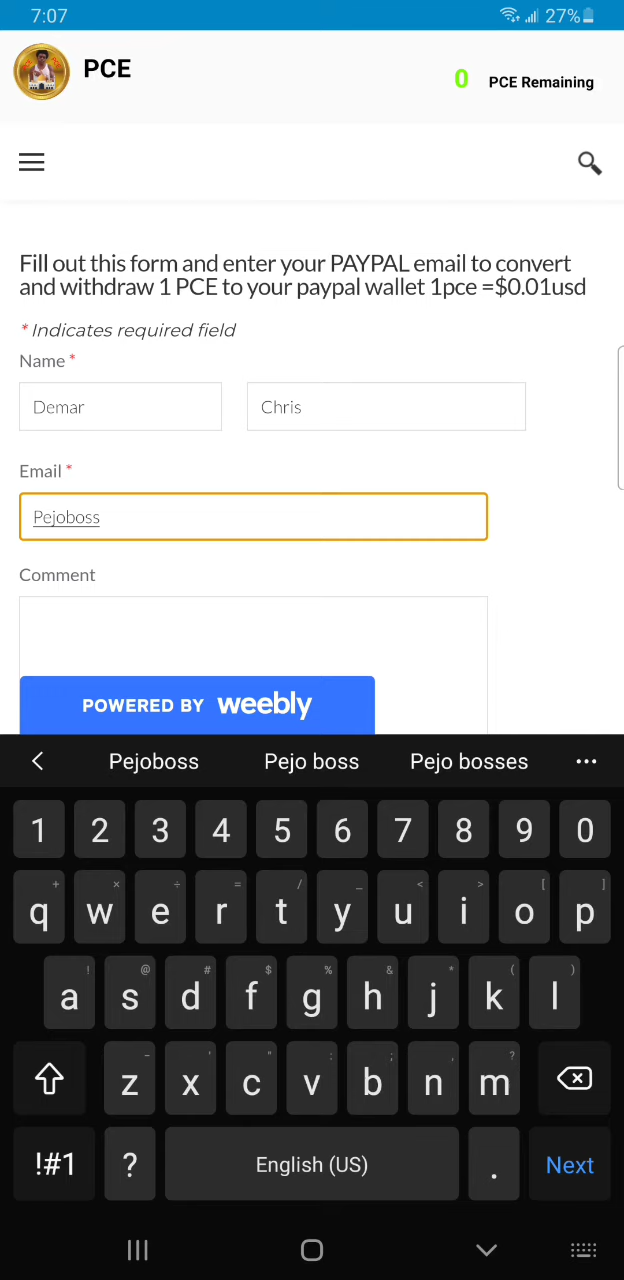 7:07 27%
PCE
0 PCE Remaining
Fill out this form and enter your PAYPAL email to convert
and withdraw 1 PCE to your paypal wallet 1pce =$0.01usd
* Indicates required field
Name *
Demar Chris
Email *
Pejoboss
Comment
POWERED BY weebly
Pejoboss Pejo boss Pejo bosses ...
1 2 3 4 5 6 7 8 9 0
+ × ÷ = / _ < > [ ]
q w e r t y u i o p
! @ # $ % & * ( )
a s d f g h j k l
- ' " : ; , ?
z x c v b n m
!#1 ? English (US) . Next